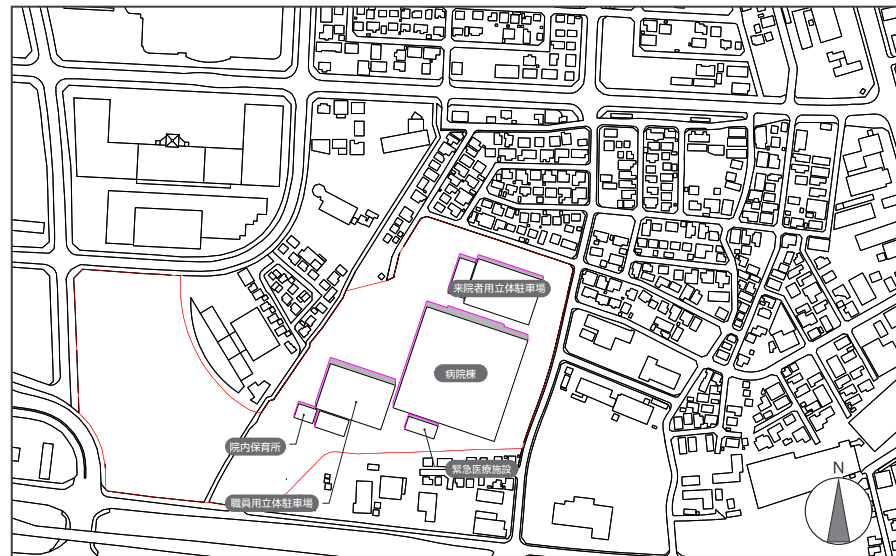 来院者用立体駐車場
病院棟
院内保育所
緊急医療施設
職員用立体駐車場
N